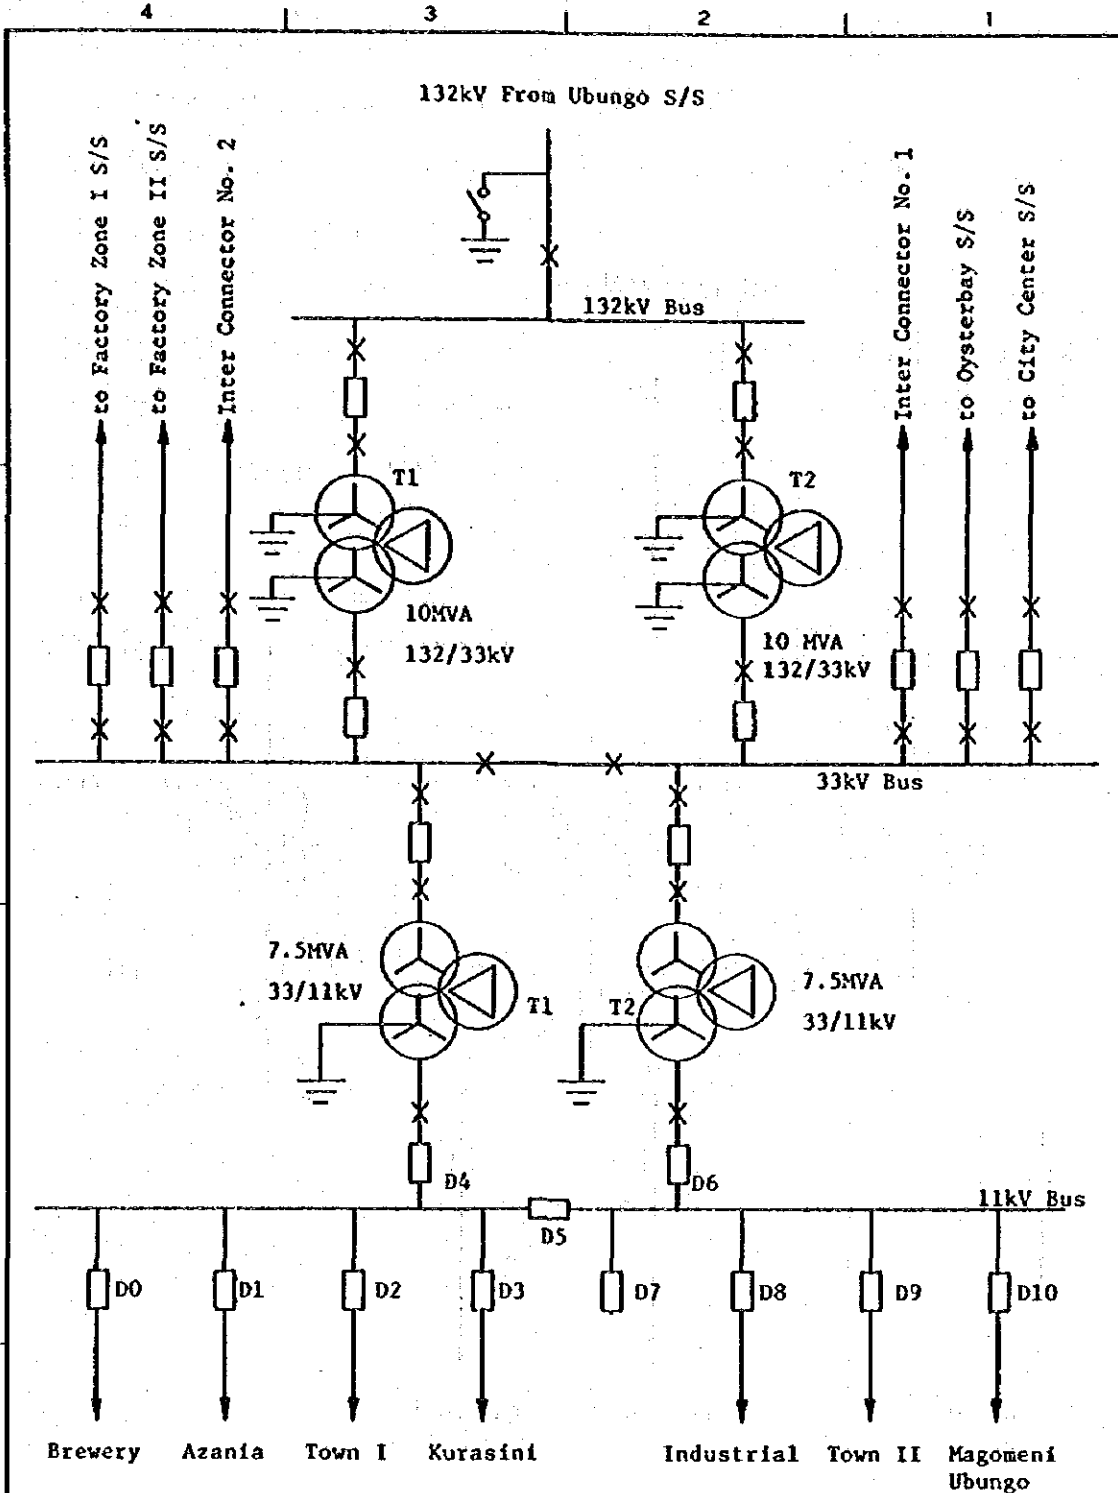 4 3 2 1
132kV From Ubungo S/S
to Factory Zone I S/S
to Factory Zone II S/S
Inter Connector No. 2
Inter Connector No. 1
to Oysterbay S/S
to City Center S/S
132kV Bus
T1
10MVA
132/33kV
T2
10 MVA
132/33kV
33kV Bus
7.5MVA
33/11kV
T1
T2
7.5MVA
33/11kV
D4
D6
D5
11kV Bus
D0 D1 D2 D3 D7 D8 D9 D10
Brewery Azania Town I Kurasini Industrial Town II Magomeni
Ubungo